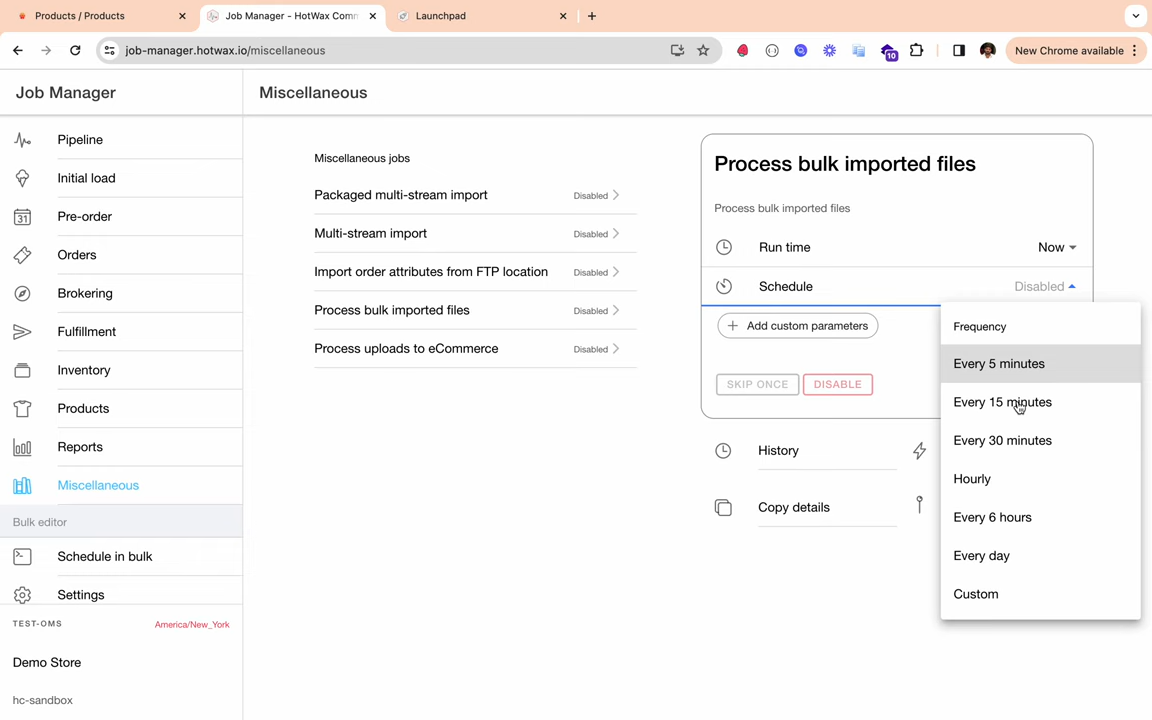 Products / Products
Job Manager - HotWax Comm
Launchpad
job-manager.hotwax.io/miscellaneous
10
New Chrome available
Job Manager
Miscellaneous
Pipeline
Initial load
31
Pre-order
Orders
Brokering
Fulfillment
Inventory
Products
Reports
Miscellaneous
Bulk editor
Schedule in bulk
Settings
TEST-OMS
America/New_York
Demo Store
hc-sandbox
Miscellaneous jobs
Packaged multi-stream import
Disabled
Multi-stream import
Disabled
Import order attributes from FTP location
Disabled
Process bulk imported files
Disabled
Process uploads to eCommerce
Disabled
Process bulk imported files
Process bulk imported files
Run time
Now
Schedule
Disabled
Add custom parameters
SKIP ONCE
DISABLE
History
Copy details
Frequency
Every 5 minutes
Every 15 minutes
Every 30 minutes
Hourly
Every 6 hours
Every day
Custom